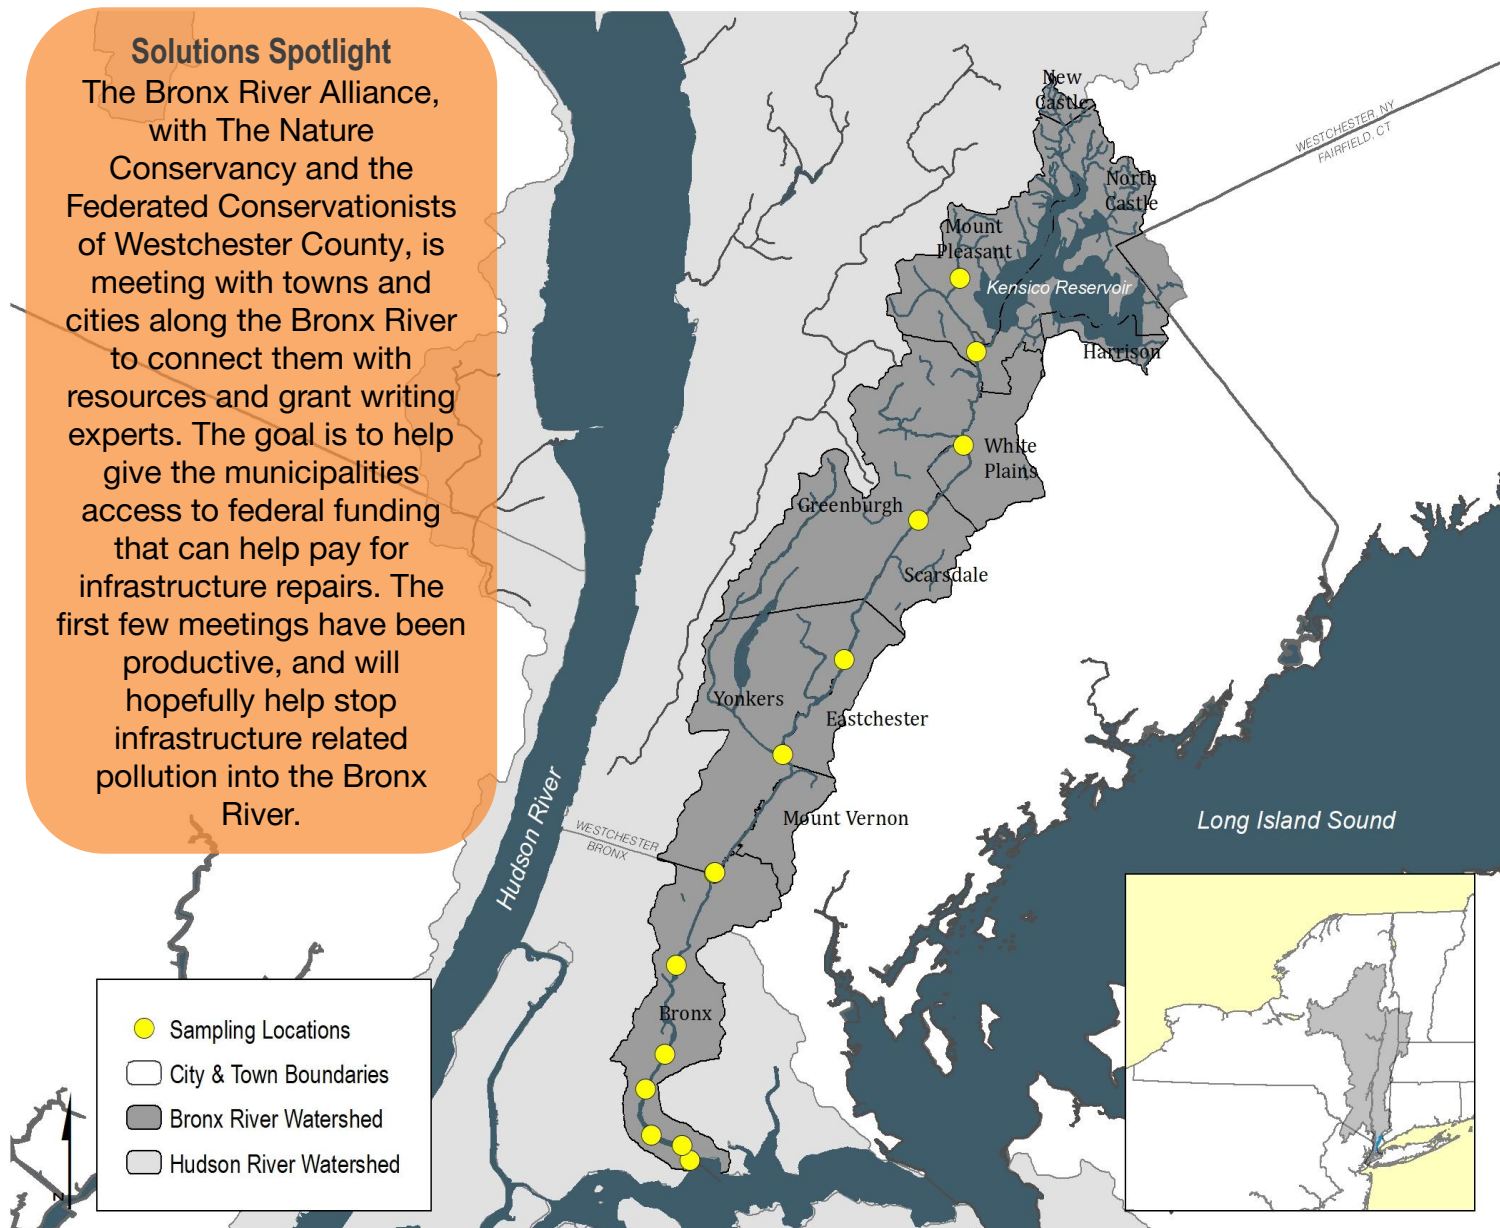 Solutions Spotlight
The Bronx River Alliance,
with The Nature
Conservancy and the
Federated Conservationists
of Westchester County, is
meeting with towns and
cities along the Bronx River
to connect them with
resources and grant writing
experts. The goal is to help
give the municipalities
access to federal funding
that can help pay for
infrastructure repairs. The
first few meetings have been
productive, and will
hopefully help stop
infrastructure related
pollution into the Bronx
River.
New
Castle
WESTCHESTER, NY
FAIRFIELD, CT
North
Castle
Mount
Pleasant
Kensico Reservoir
Harrison
White
Plains
Greenburgh
Scarsdale
Yonkers
Eastchester
Mount Vernon
Long Island Sound
Hudson River
WESTCHESTER
BRONX
Bronx
Sampling Locations
City & Town Boundaries
Bronx River Watershed
Hudson River Watershed
N